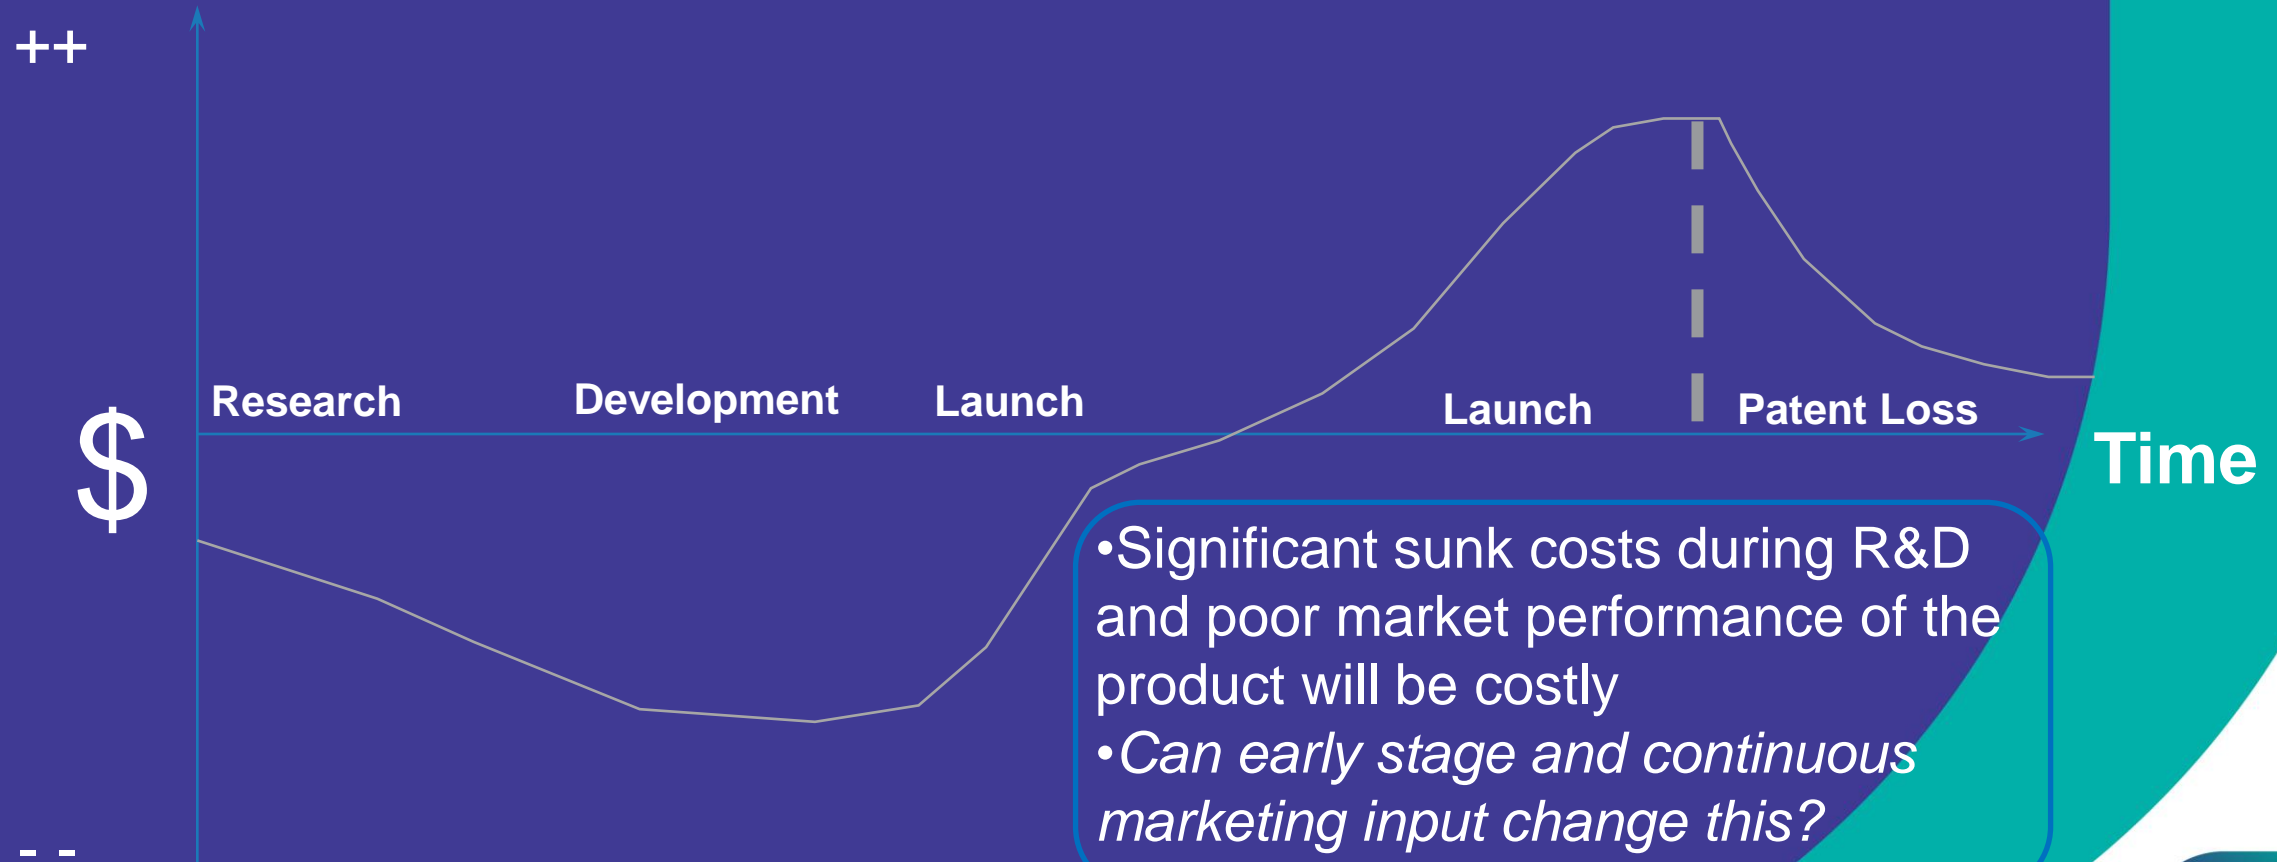 ++
Research
Development
Launch
Launch
Patent Loss
$
Time
•Significant sunk costs during R&D
and poor market performance of the
product will be costly
•Can early stage and continuous
marketing input change this?
- -